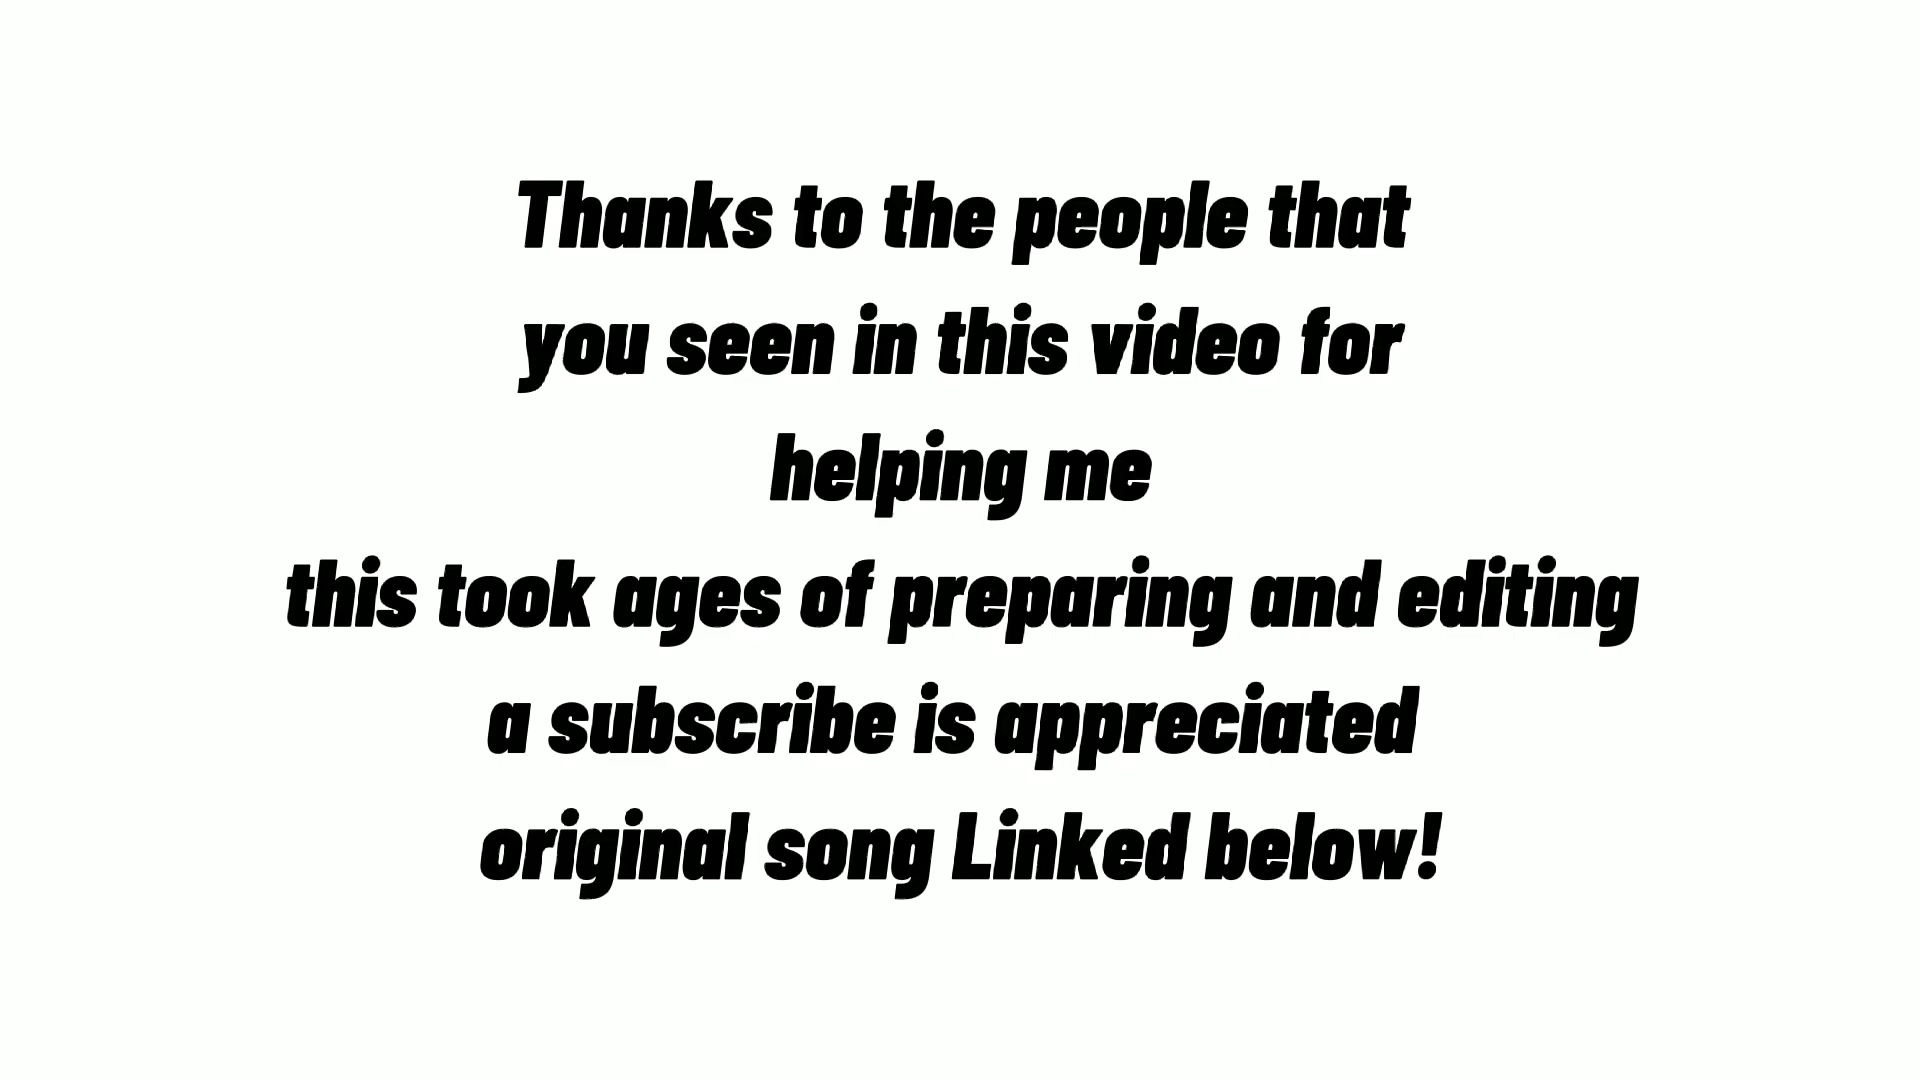 Thanks to the people that
you seen in this video for
helping me
this took ages of preparing and editing
a subscribe is appreciated
original song Linked below!